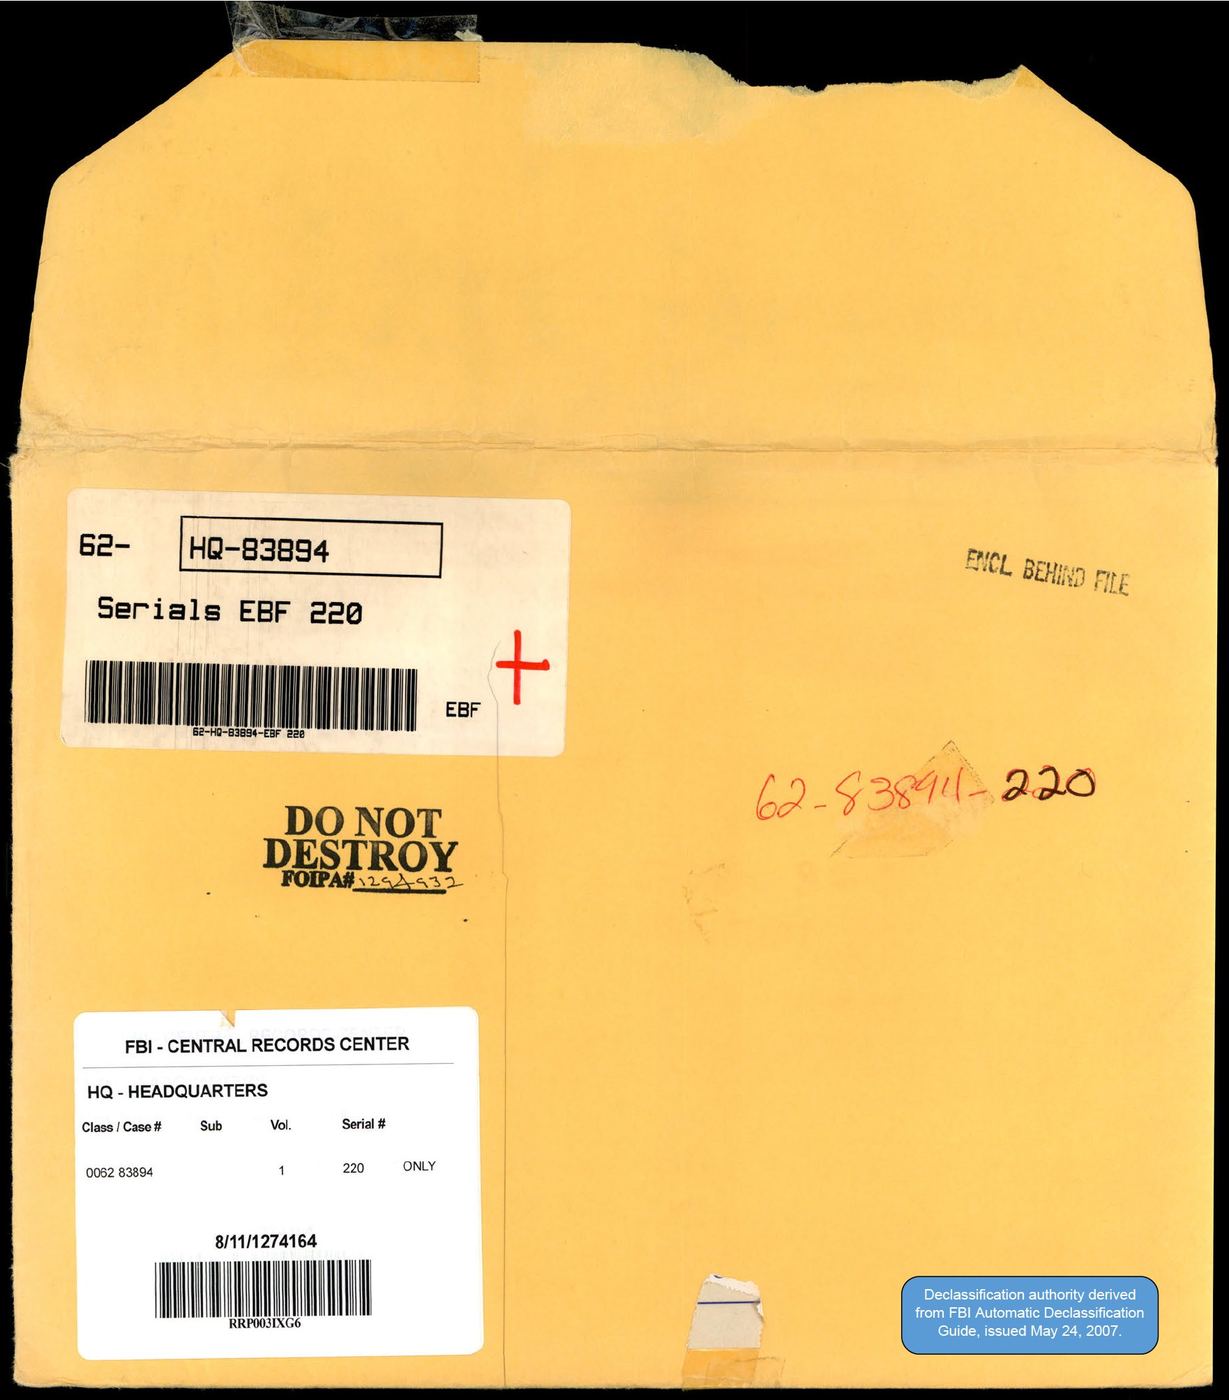 62- HQ-83894
Serials EBF 220
EBF
62-HQ-83894-EBF 220
ENCL BEHIND FILE
62-83894-220
DO NOT
DESTROY
FOIPA# 1294932
FBI - CENTRAL RECORDS CENTER
HQ - HEADQUARTERS
Class / Case # Sub Vol. Serial #
0062 83894 1 220 ONLY
8/11/1274164
RRP003IXG6
Declassification authority derived
from FBI Automatic Declassification
Guide, issued May 24, 2007.